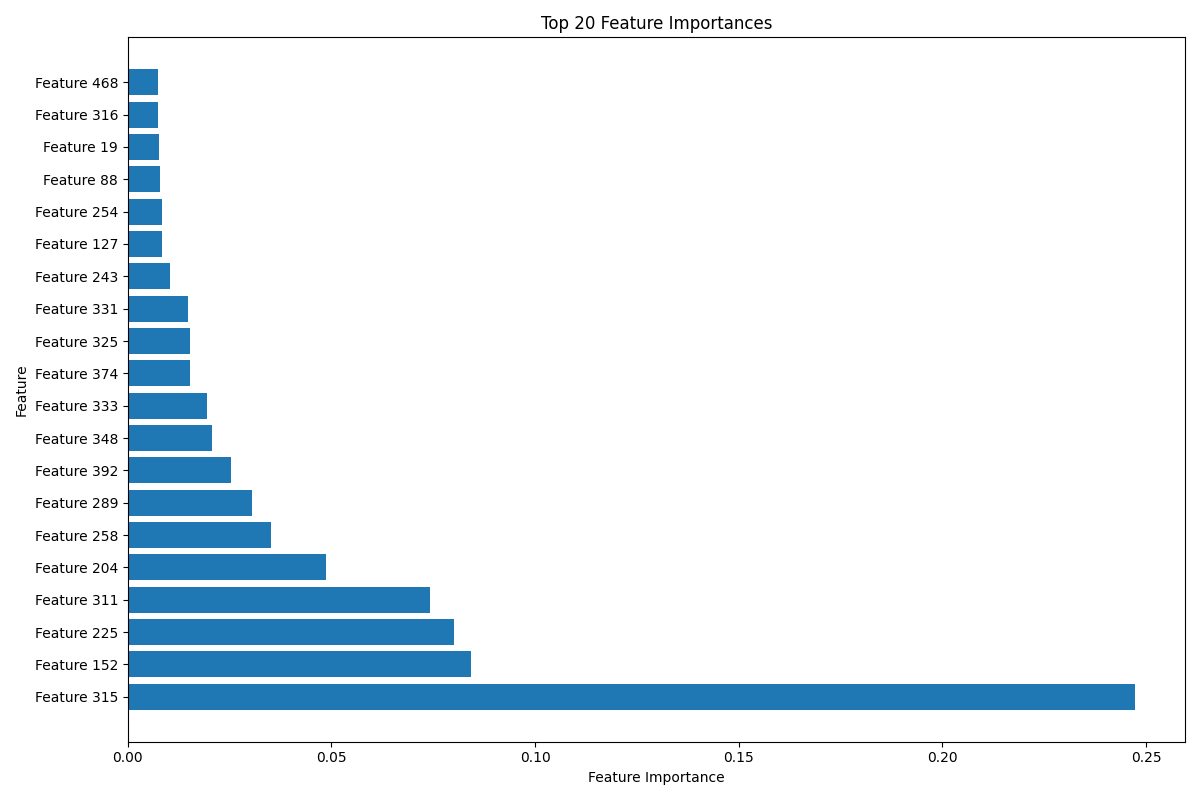 Top 20 Feature Importances
Feature 468
Feature 316
Feature 19
Feature 88
Feature 254
Feature 127
Feature 243
Feature 331
Feature 325
Feature 374
Feature 333
Feature 348
Feature 392
Feature 289
Feature 258
Feature 204
Feature 311
Feature 225
Feature 152
Feature 315
Feature
0.00 0.05 0.10 0.15 0.20 0.25
Feature Importance